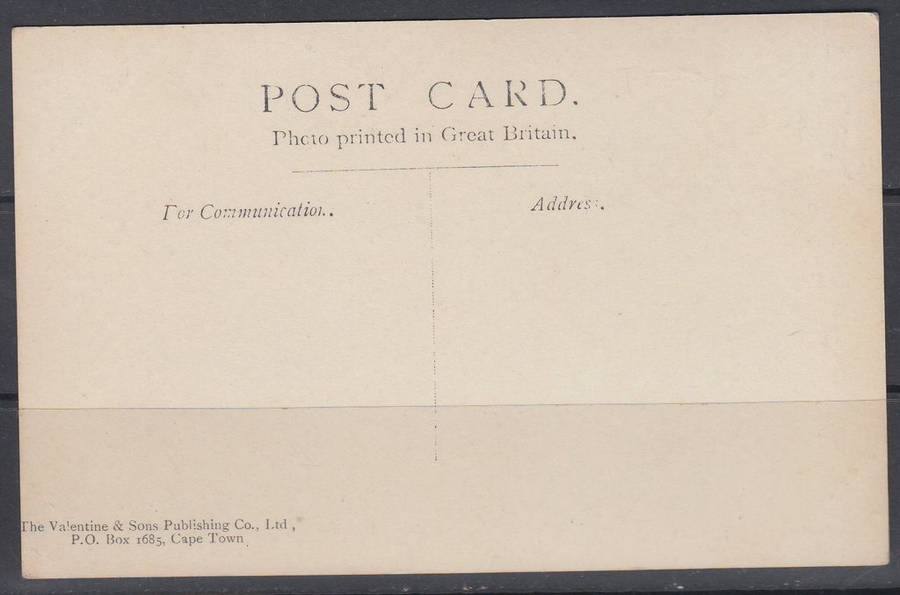 POST CARD.
Photo printed in Great Britain.
For Communication.
Address.
The Valentine & Sons Publishing Co., Ltd,
P.O. Box 1685, Cape Town